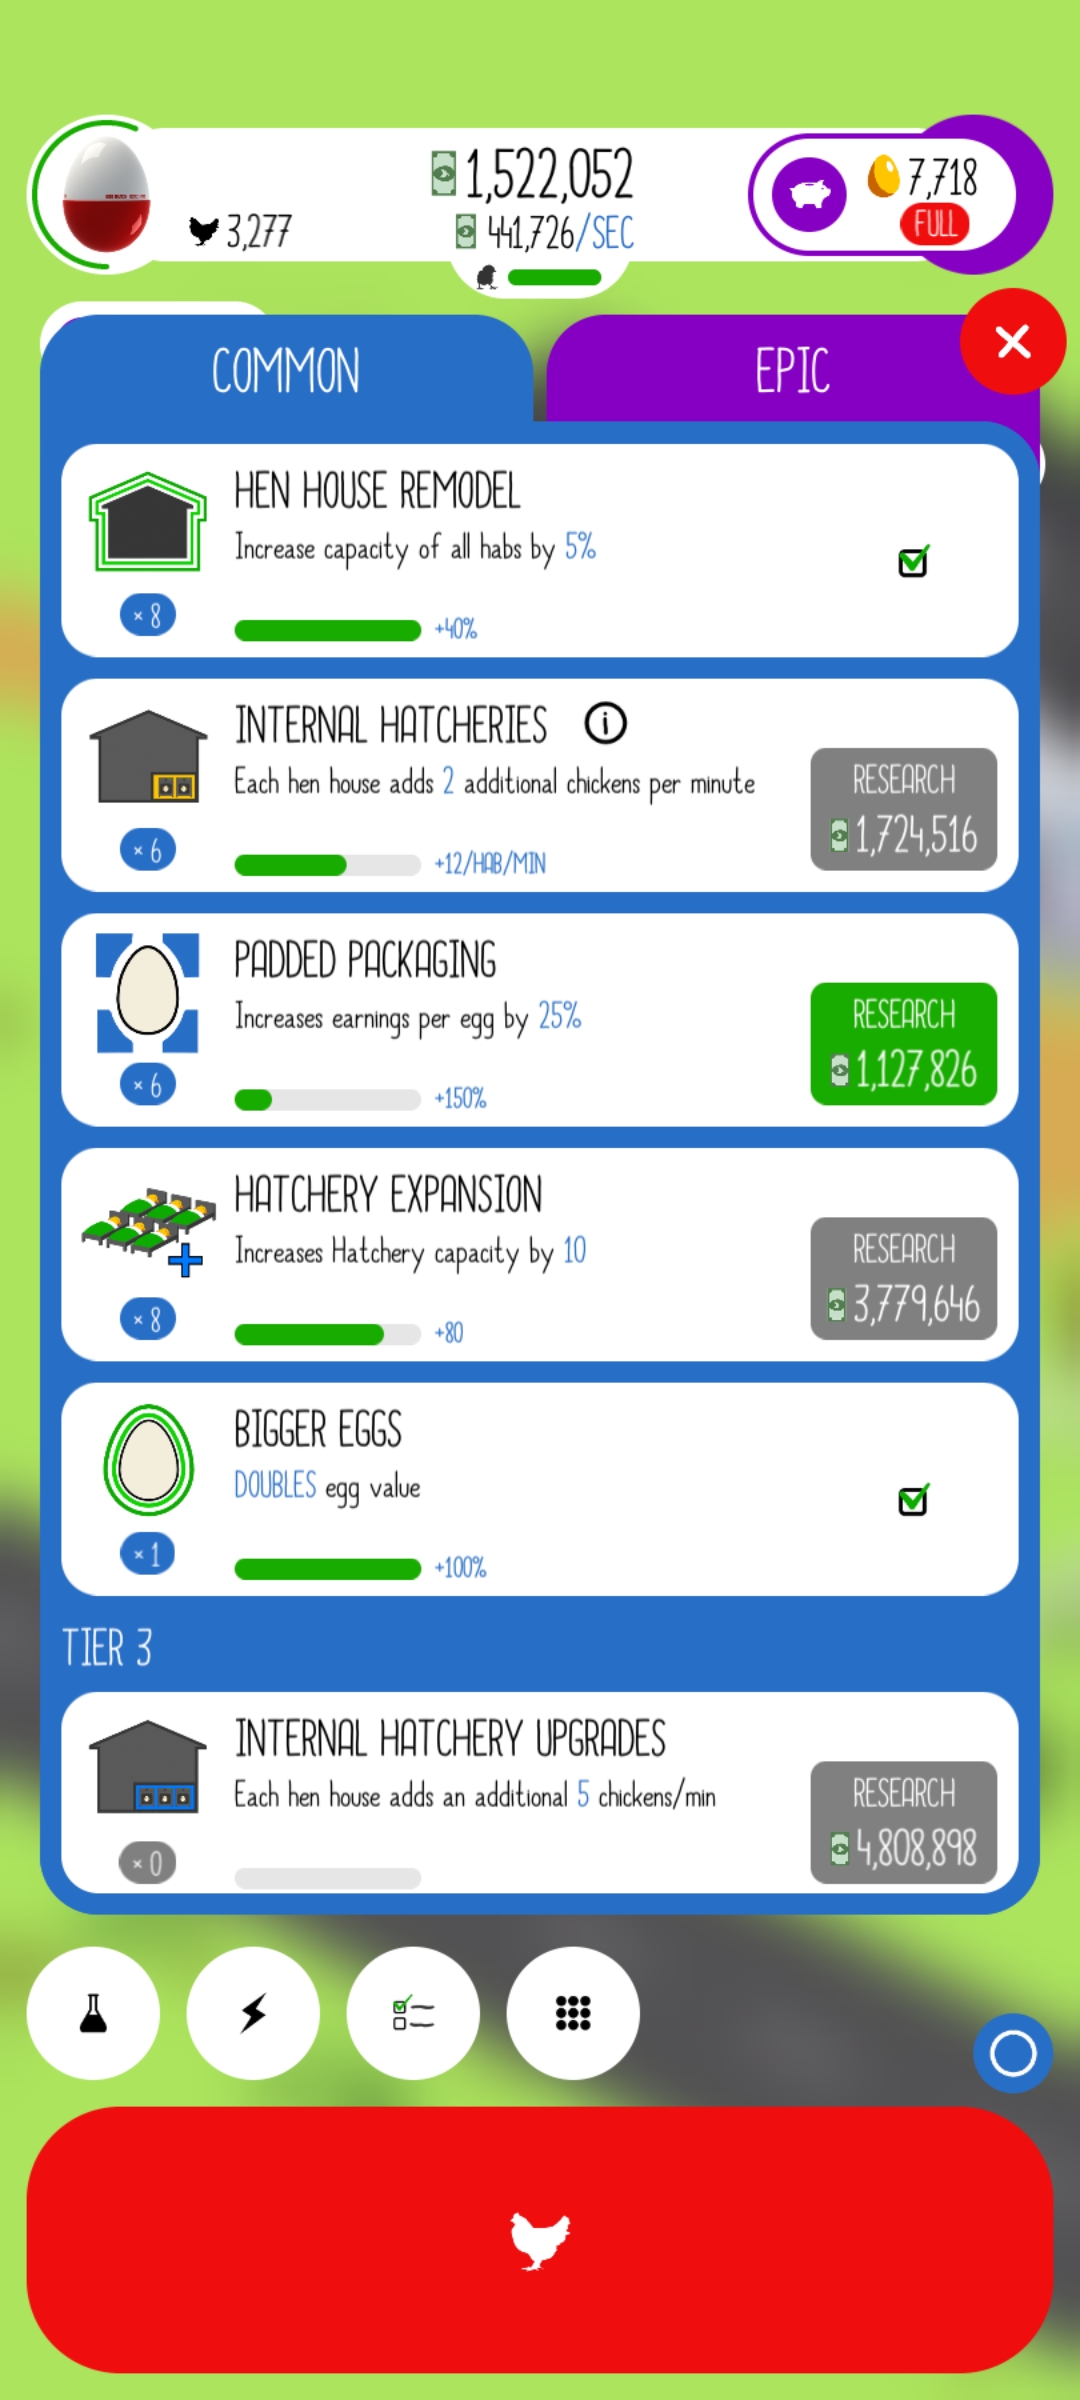 1,522,052
7,718
3,277
441,726/SEC
FULL
COMMON
EPIC
HEN HOUSE REMODEL
Increase capacity of all habs by 5%
× 8
+40%
INTERNAL HATCHERIES
i
Each hen house adds 2 additional chickens per minute
RESEARCH
1,724,516
× 6
+12/HAB/MIN
PADDED PACKAGING
Increases earnings per egg by 25%
RESEARCH
1,127,826
× 6
+150%
HATCHERY EXPANSION
Increases Hatchery capacity by 10
RESEARCH
3,779,646
× 8
+80
BIGGER EGGS
DOUBLES egg value
× 1
+100%
TIER 3
INTERNAL HATCHERY UPGRADES
Each hen house adds an additional 5 chickens/min
RESEARCH
4,808,898
× 0